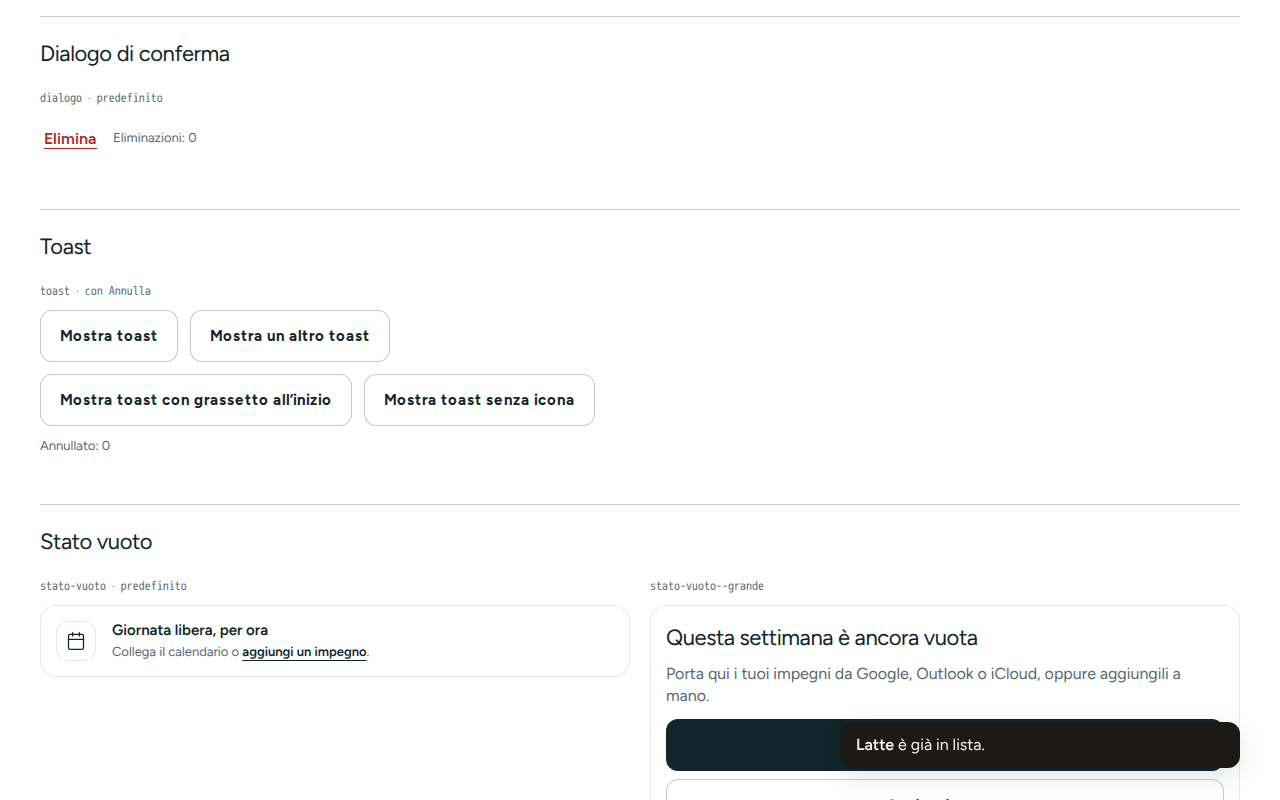 Dialogo di conferma
dialogo · predefinito
Elimina Eliminazioni: 0
Toast
toast · con Annulla
Mostra toast Mostra un altro toast
Mostra toast con grassetto all’inizio Mostra toast senza icona
Annullato: 0
Stato vuoto
stato-vuoto · predefinito
Giornata libera, per ora
Collega il calendario o aggiungi un impegno.
stato-vuoto--grande
Questa settimana è ancora vuota
Porta qui i tuoi impegni da Google, Outlook o iCloud, oppure aggiungili a
mano.
Latte è già in lista.